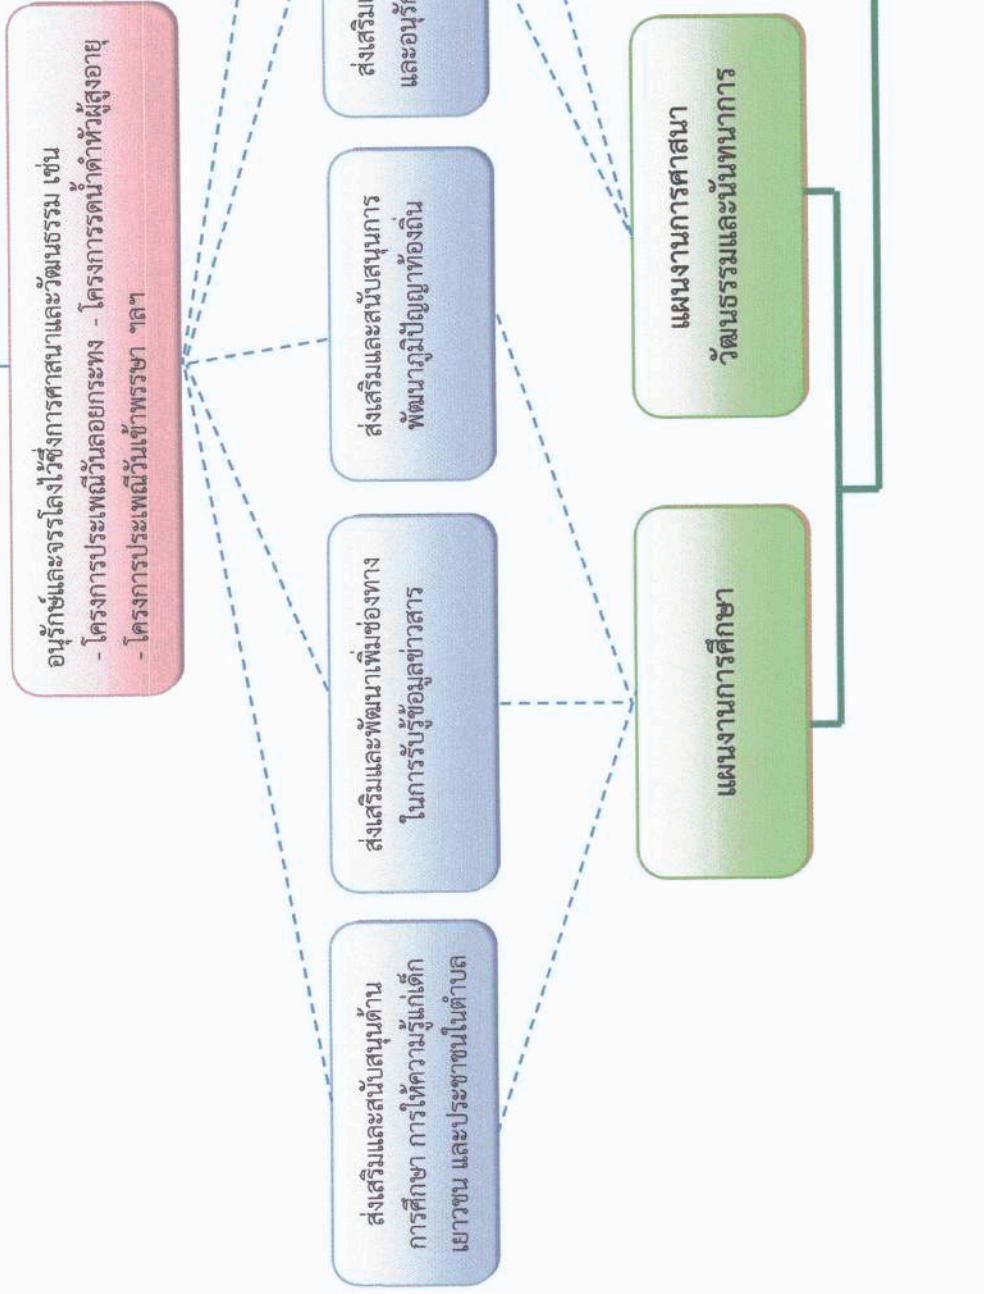 อนุรักษ์และจรรโลงไว้ซึ่งการศาสนาและวัฒนธรรม เช่น
- โครงการประเพณีวันลอยกระทง - โครงการรดน้ำดำหัวผู้สูงอายุ
- โครงการประเพณีวันเข้าพรรษา ฯลฯ
ส่งเสริมและสนับสนุนด้าน
การศึกษา การให้ความรู้แก่เด็ก
เยาวชน และประชาชนในตำบล
ส่งเสริมและพัฒนาเพิ่มช่องทาง
ในการรับรู้ข้อมูลข่าวสาร
ส่งเสริมและสนับสนุนการ
พัฒนาภูมิปัญญาท้องถิ่น
ส่งเสริม
และอนุรัก
แผนงานการศึกษา
แผนงานการศาสนา
วัฒนธรรมและนันทนาการ